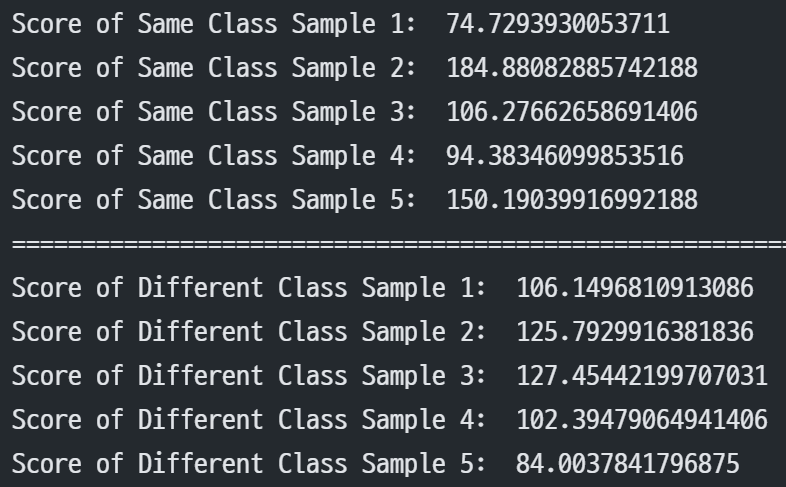 Score of Same Class Sample 1:  74.7293930053711
Score of Same Class Sample 2:  184.88082885742188
Score of Same Class Sample 3:  106.27662658691406
Score of Same Class Sample 4:  94.38346099853516
Score of Same Class Sample 5:  150.19039916992188
========================================================
Score of Different Class Sample 1:  106.1496810913086
Score of Different Class Sample 2:  125.7929916381836
Score of Different Class Sample 3:  127.45442199707031
Score of Different Class Sample 4:  102.39479064941406
Score of Different Class Sample 5:  84.0037841796875